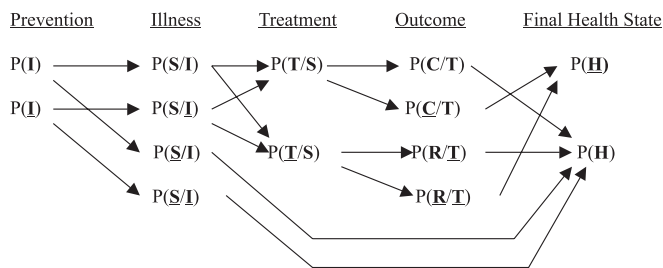 Prevention Illness Treatment Outcome Final Health State
P(I) P(S/I) P(T/S) P(C/T) P(H)
P(I) P(S/I) P(C/T)
P(S/I) P(T/S) P(R/T) P(H)
P(S/I) P(R/T)